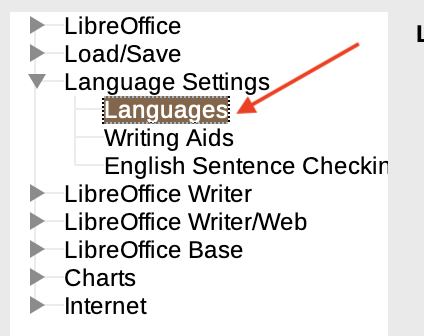 LibreOffice
Load/Save
Language Settings
Languages
Writing Aids
English Sentence Checkin
LibreOffice Writer
LibreOffice Writer/Web
LibreOffice Base
Charts
Internet
L